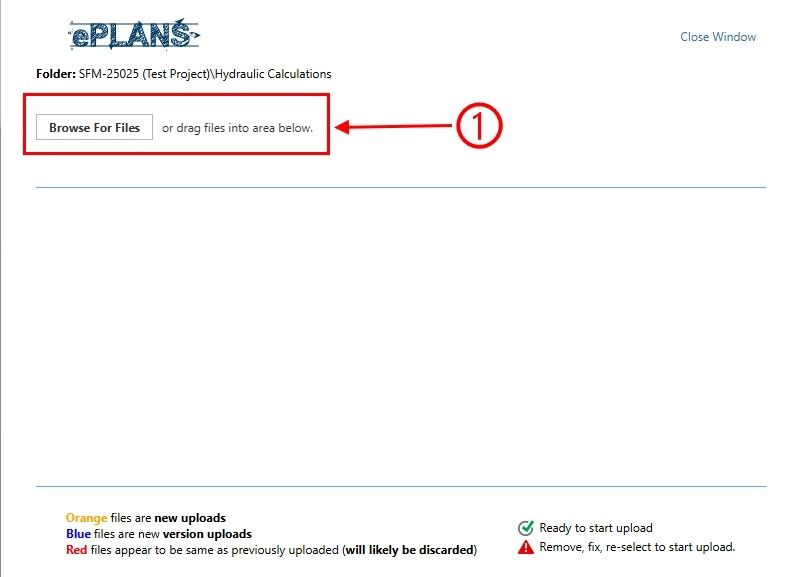 ePLANS
Close Window
Folder: SFM-25025 (Test Project)\Hydraulic Calculations
Browse For Files or drag files into area below.
1
Orange files are new uploads
Blue files are new version uploads
Red files appear to be same as previously uploaded (will likely be discarded)
Ready to start upload
Remove, fix, re-select to start upload.